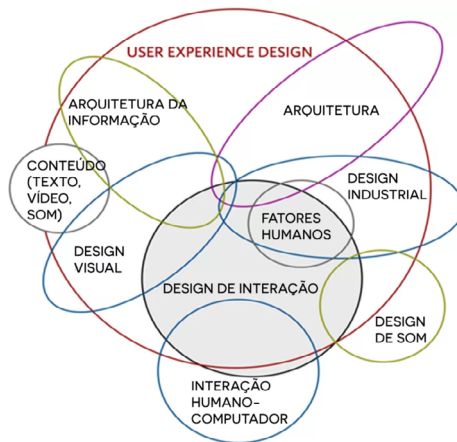 USER EXPERIENCE DESIGN
ARQUITETURA DA
INFORMAÇÃO
ARQUITETURA
CONTEÚDO
(TEXTO,
VÍDEO,
SOM)
DESIGN
INDUSTRIAL
FATORES
HUMANOS
DESIGN
VISUAL
DESIGN DE INTERAÇÃO
DESIGN
DE SOM
INTERAÇÃO
HUMANO-
COMPUTADOR